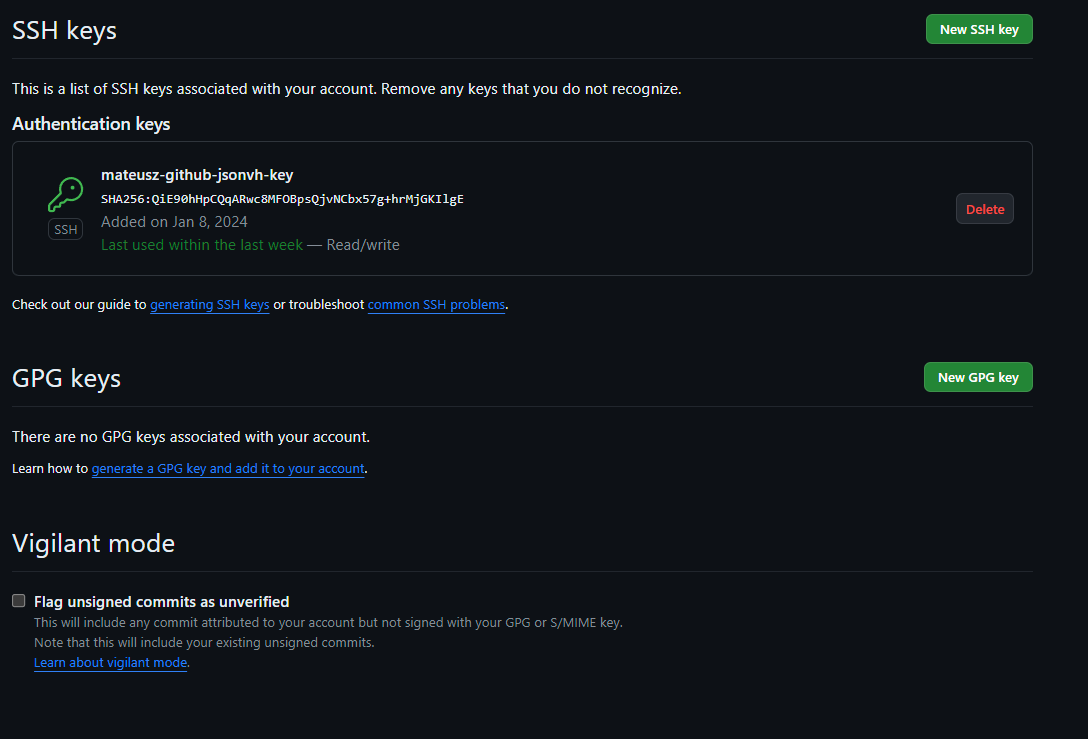 SSH keys
New SSH key
This is a list of SSH keys associated with your account. Remove any keys that you do not recognize.
Authentication keys
mateusz-github-jsonvh-key
SHA256:QiE90hHpCQqARwc8MFOBpsQjvNCbx57g+hrMjGKIlgE
Added on Jan 8, 2024
Last used within the last week — Read/write
SSH
Delete
Check out our guide to generating SSH keys or troubleshoot common SSH problems.
GPG keys
New GPG key
There are no GPG keys associated with your account.
Learn how to generate a GPG key and add it to your account.
Vigilant mode
Flag unsigned commits as unverified
This will include any commit attributed to your account but not signed with your GPG or S/MIME key.
Note that this will include your existing unsigned commits.
Learn about vigilant mode.